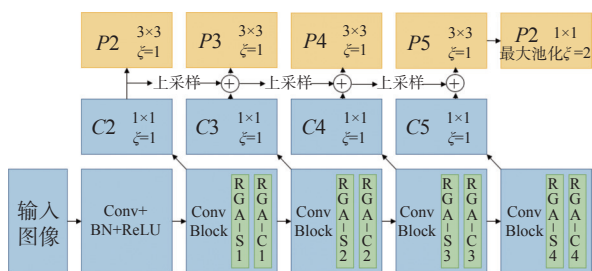 P2 3×3 ξ=1
P3 3×3 ξ=1
P4 3×3 ξ=1
P5 3×3 ξ=1
P2 1×1 最大池化ξ=2
上采样
上采样
上采样
C2 1×1 ξ=1
C3 1×1 ξ=1
C4 1×1 ξ=1
C5 1×1 ξ=1
输入
图像
Conv+
BN+ReLU
Conv
Block
RGA-S1
RGA-C1
Conv
Block
RGA-S2
RGA-C2
Conv
Block
RGA-S3
RGA-C3
Conv
Block
RGA-S4
RGA-C4